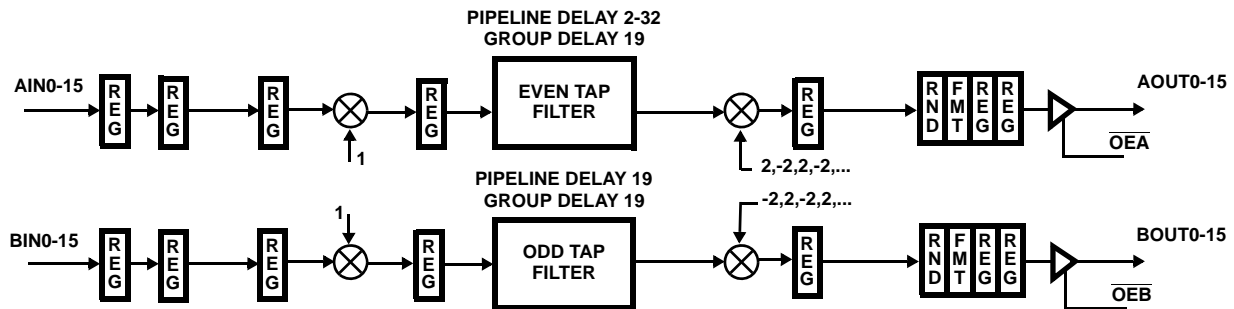 PIPELINE DELAY 2-32
GROUP DELAY 19
AIN0-15
REG
REG
REG
1
REG
EVEN TAP
FILTER
2,-2,2,-2,...
REG
RND
FMT
REG
REG
AOUT0-15
OEA
PIPELINE DELAY 19
GROUP DELAY 19
BIN0-15
REG
REG
REG
1
REG
ODD TAP
FILTER
-2,2,-2,2,...
REG
RND
FMT
REG
REG
BOUT0-15
OEB